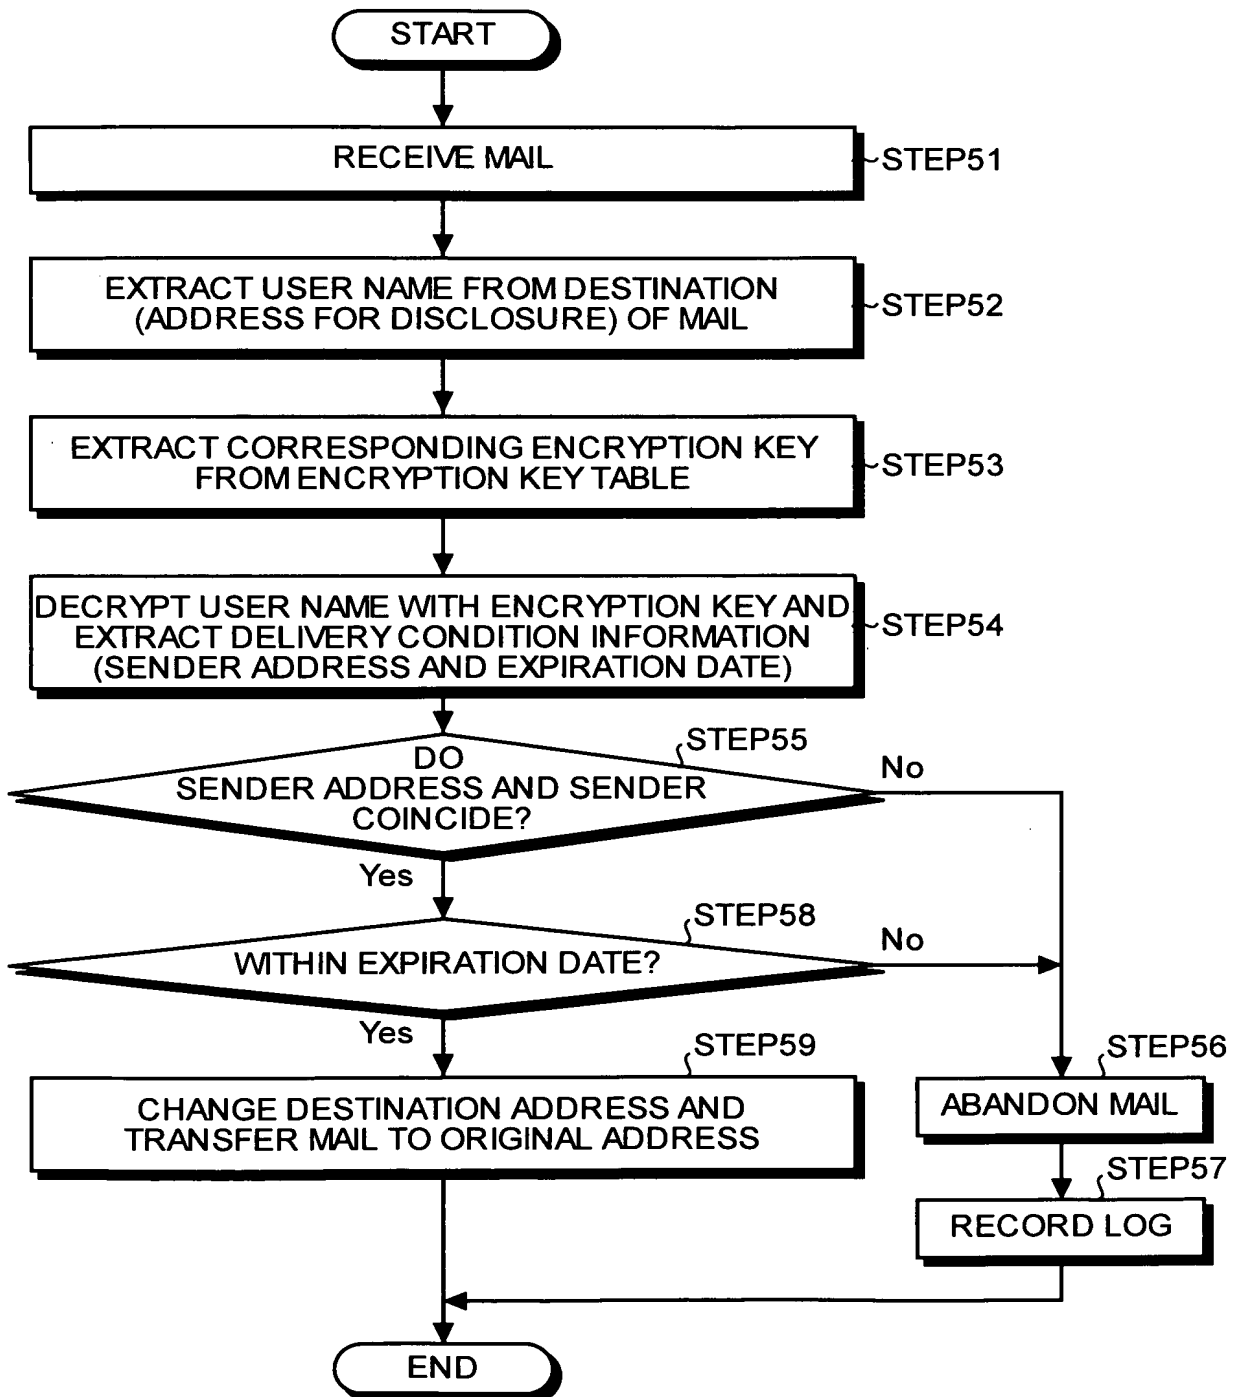 START
RECEIVE MAIL
STEP51
EXTRACT USER NAME FROM DESTINATION
(ADDRESS FOR DISCLOSURE) OF MAIL
STEP52
EXTRACT CORRESPONDING ENCRYPTION KEY
FROM ENCRYPTION KEY TABLE
STEP53
DECRYPT USER NAME WITH ENCRYPTION KEY AND
EXTRACT DELIVERY CONDITION INFORMATION
(SENDER ADDRESS AND EXPIRATION DATE)
STEP54
STEP55
DO
SENDER ADDRESS AND SENDER
COINCIDE?
No
Yes
STEP58
WITHIN EXPIRATION DATE?
No
Yes
STEP59
CHANGE DESTINATION ADDRESS AND
TRANSFER MAIL TO ORIGINAL ADDRESS
STEP56
ABANDON MAIL
STEP57
RECORD LOG
END